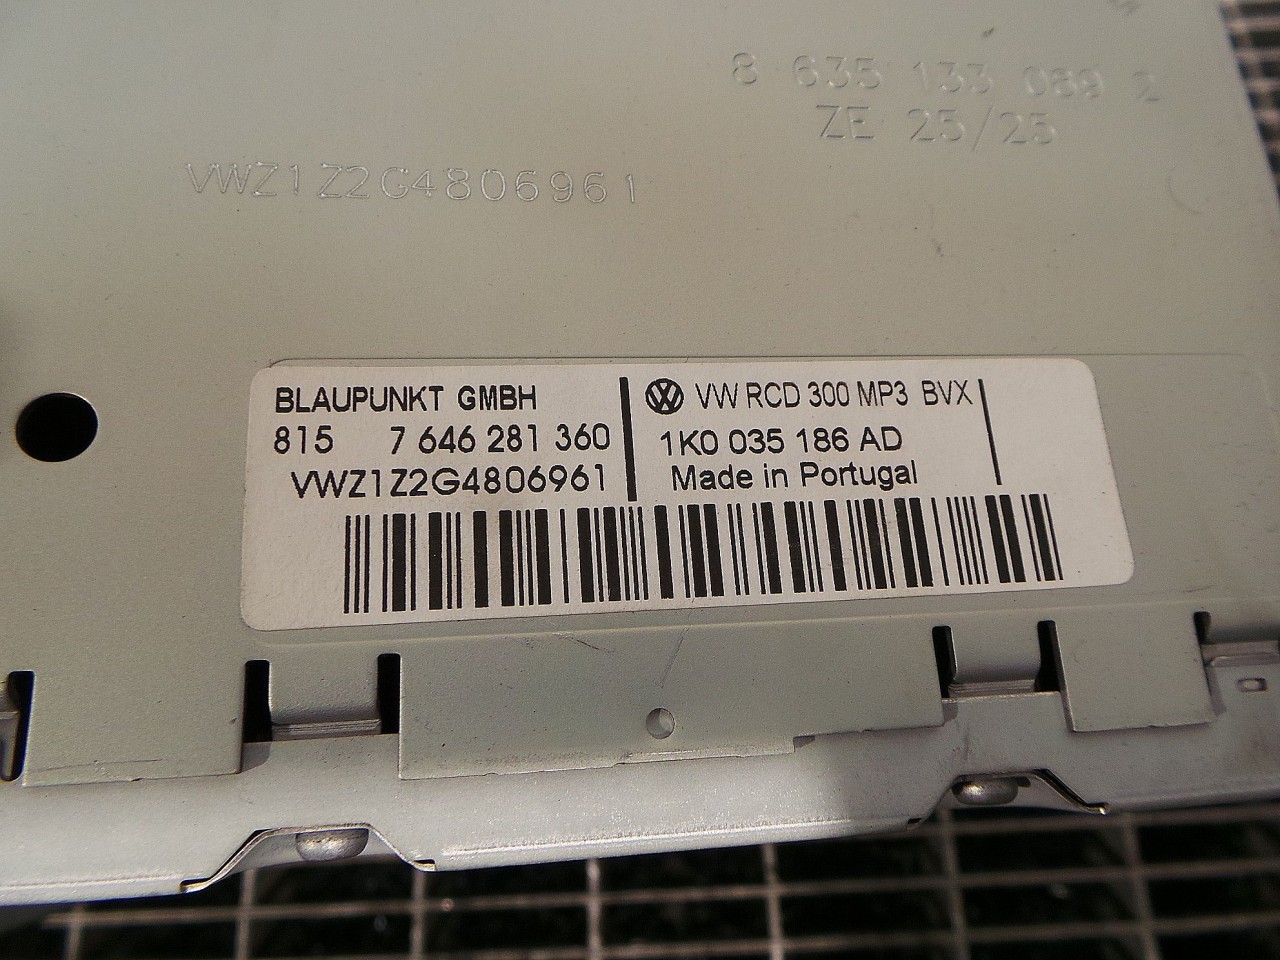 8 635 133 089 2
ZE 25/25
VWZ1Z2G4806961
BLAUPUNKT GMBH
815 7 646 281 360
VWZ1Z2G4806961
VW RCD 300 MP3 BVX
1K0 035 186 AD
Made in Portugal